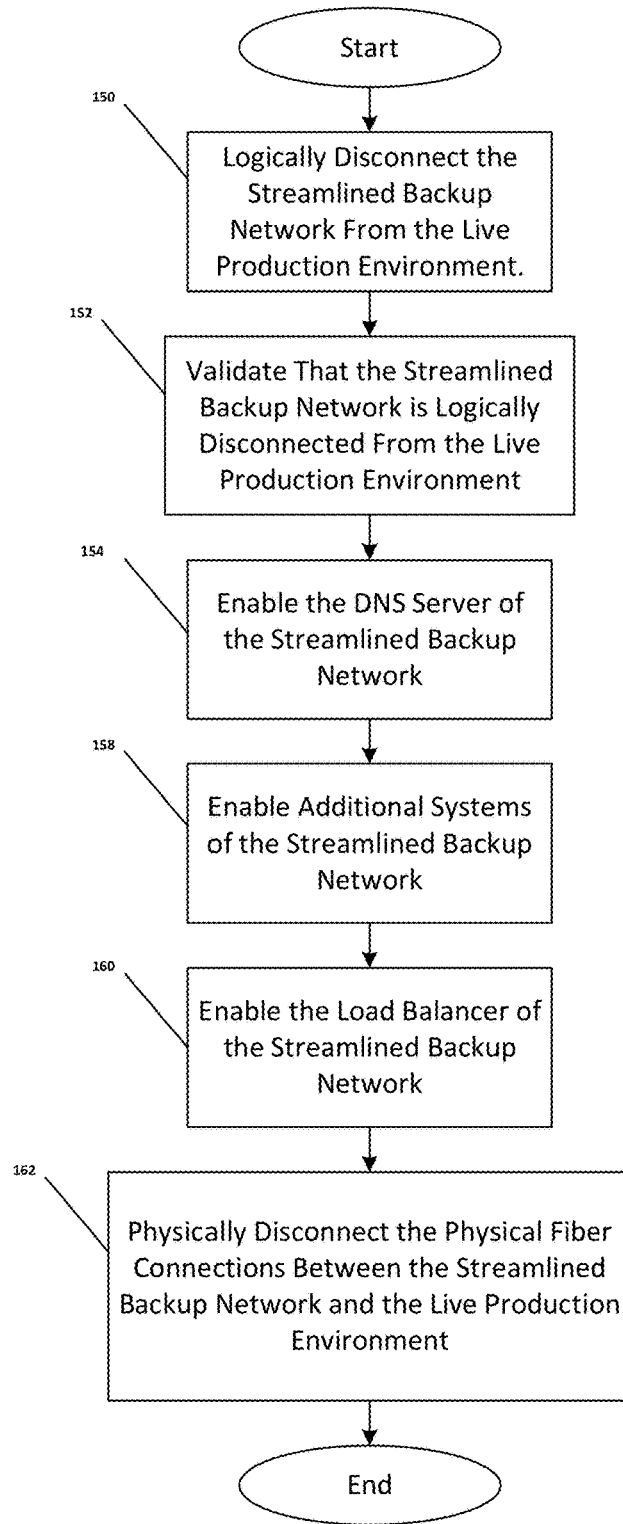 Start
150
Logically Disconnect the
Streamlined Backup
Network From the Live
Production Environment.
152
Validate That the Streamlined
Backup Network is Logically
Disconnected From the Live
Production Environment
154
Enable the DNS Server of
the Streamlined Backup
Network
158
Enable Additional Systems
of the Streamlined Backup
Network
160
Enable the Load Balancer of
the Streamlined Backup
Network
162
Physically Disconnect the Physical Fiber
Connections Between the Streamlined
Backup Network and the Live Production
Environment
End